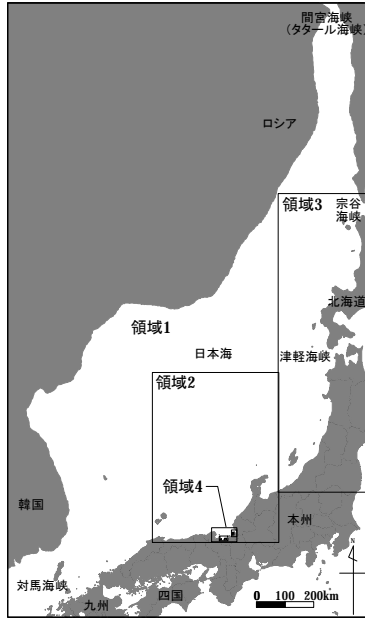 間宮海峡
(タタール海峡)
ロシア
領域3
宗谷
海峡
北海道
領域1
日本海
津軽海峡
領域2
領域4
韓国
本州
N
対馬海峡
四国
九州
0 100 200km